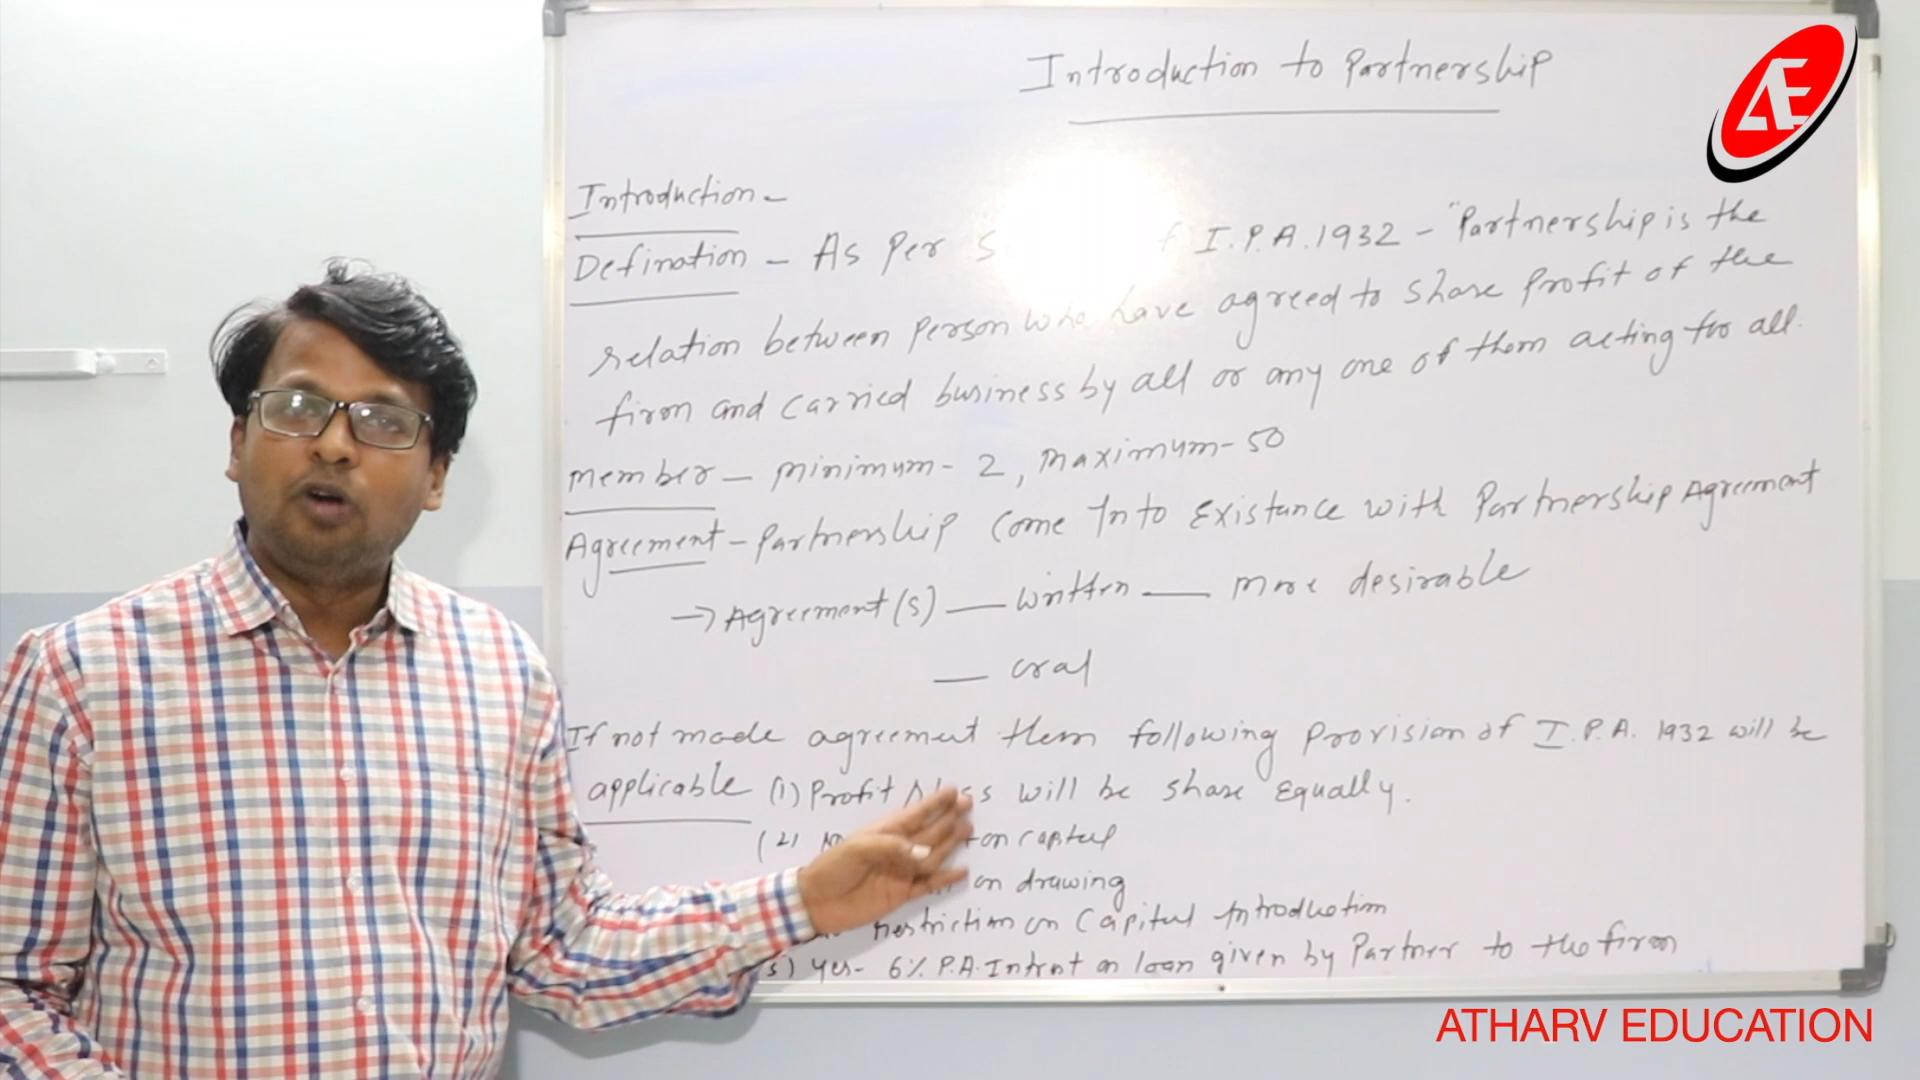 Introduction to Partnership
AE
Introduction -
Defination - As Per S f I.P.A. 1932 - "Partnership is the
relation between person who have agreed to share profit of the
firm and carried business by all or any one of them acting for all.
Member - minimum - 2, maximum - 50
Agreement - Partnership come Into Existance with Partnership Agreement
→ Agreement(s) — written — more desirable
— oral
If not made agreement them following provision of I.P.A. 1932 will be
applicable (1) Profit will be share Equally.
(2) on capital
on drawing
restriction on capital Introduction
(5) Yes - 6% P.A. Intrest on loan given by Partner to the firm
ATHARV EDUCATION